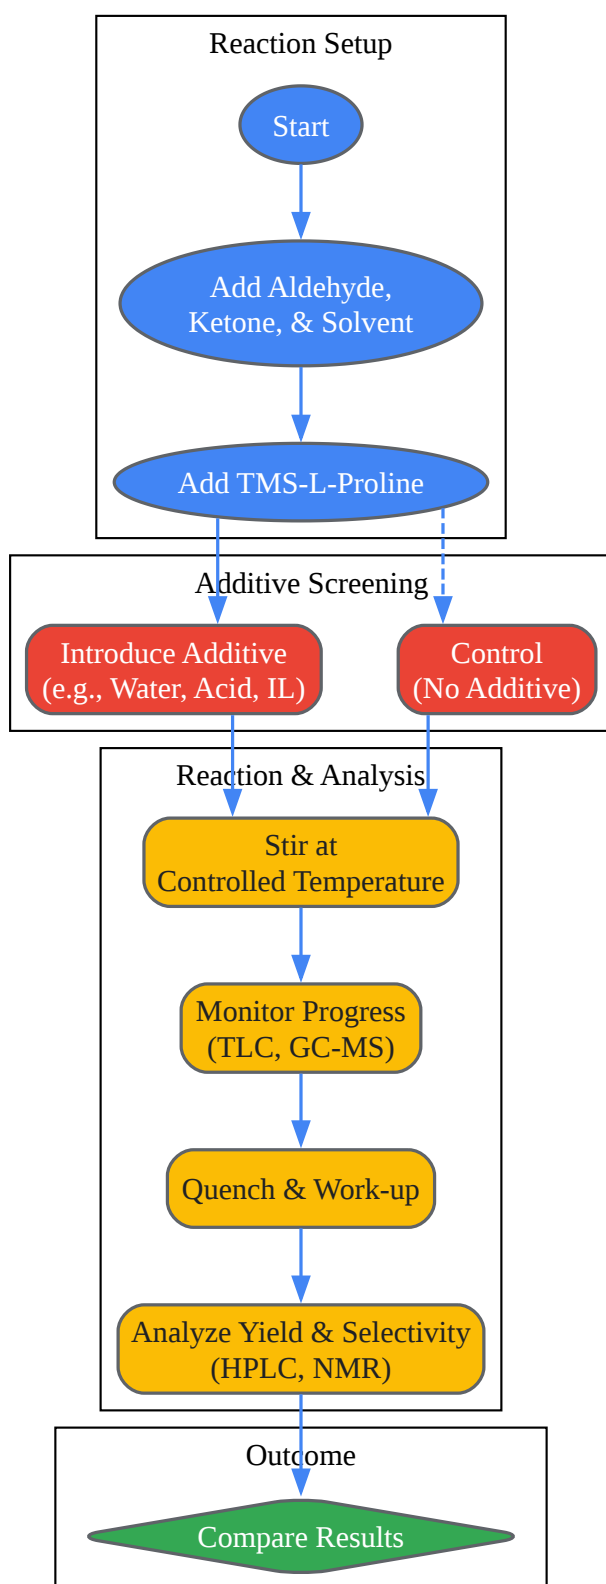 Reaction Setup
Start
Add Aldehyde,
Ketone, & Solvent
Add TMS-L-Proline
Additive Screening
Introduce Additive
(e.g., Water, Acid, IL)
Control
(No Additive)
Reaction & Analysis
Stir at
Controlled Temperature
Monitor Progress
(TLC, GC-MS)
Quench & Work-up
Analyze Yield & Selectivity
(HPLC, NMR)
Outcome
Compare Results